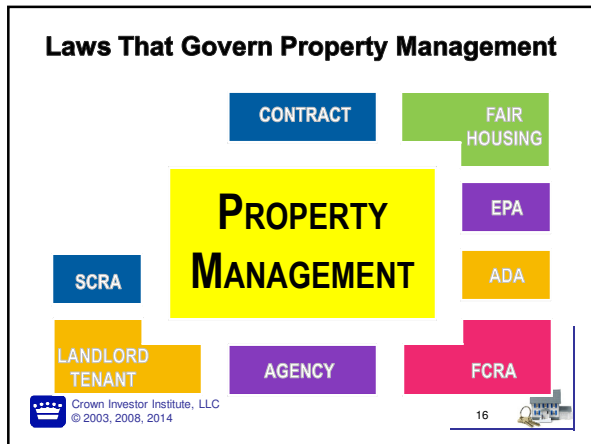 Laws That Govern Property Management
CONTRACT
FAIR
HOUSING
PROPERTY
MANAGEMENT
EPA
SCRA
ADA
LANDLORD
TENANT
AGENCY
FCRA
Crown Investor Institute, LLC
© 2003, 2008, 2014
16